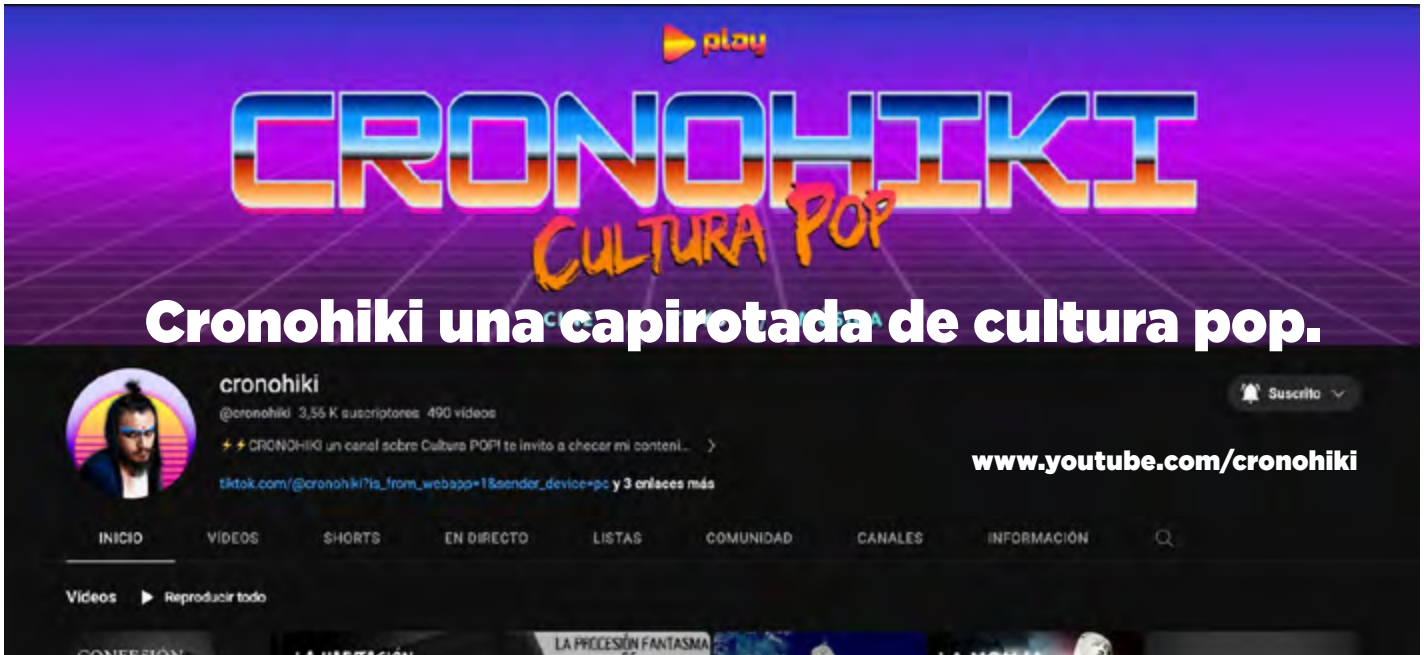 play
CRONOHIKI
CULTURA POP
Cronohiki una capirotada de cultura pop.
cronohiki
@cronohiki 3,56 K suscriptores 490 vídeos
CRONOHIKI un canal sobre Cultura POP! te invito a checar mi conteni...
Suscrito
tiktok.com/@cronohiki?is_from_webapp=1&sender_device=pc y 3 enlaces más
www.youtube.com/cronohiki
INICIO VÍDEOS SHORTS EN DIRECTO LISTAS COMUNIDAD CANALES INFORMACIÓN
Vídeos Reproducir todo
CONFESIÓN
LA PROCESIÓN FANTASMA